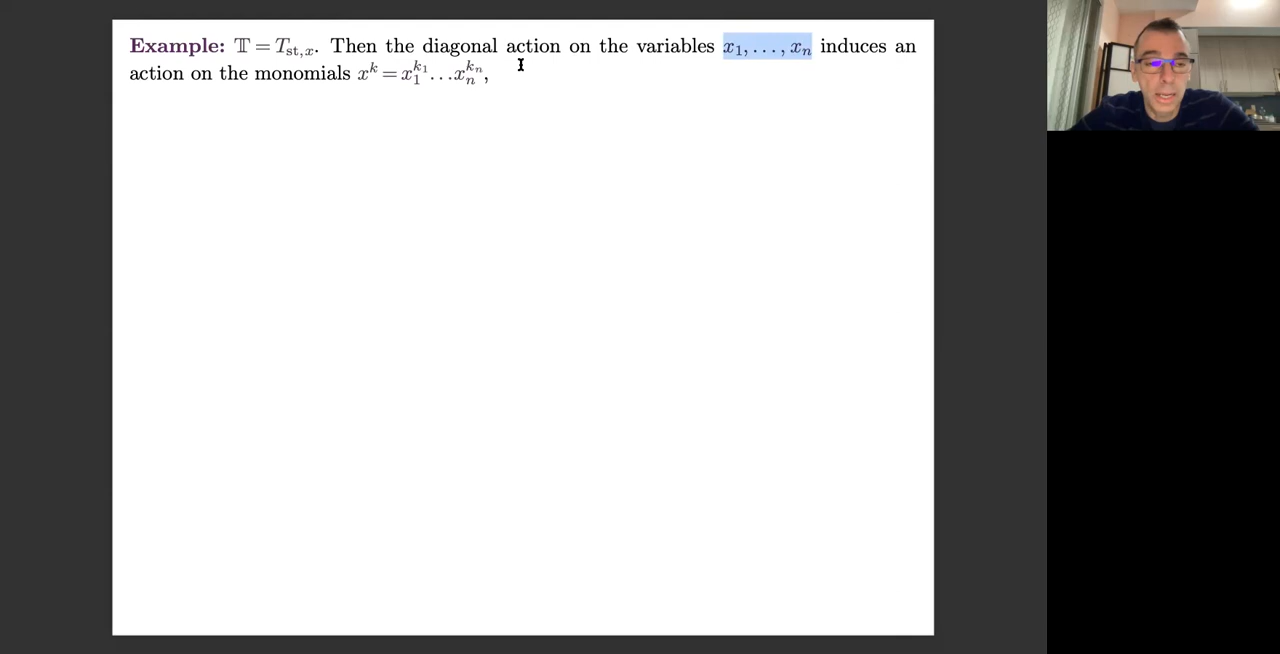 Example: 𝕋 = T_{st,x}. Then the diagonal action on the variables x_1, …, x_n induces an
action on the monomials x^k = x_1^{k_1} … x_n^{k_n},